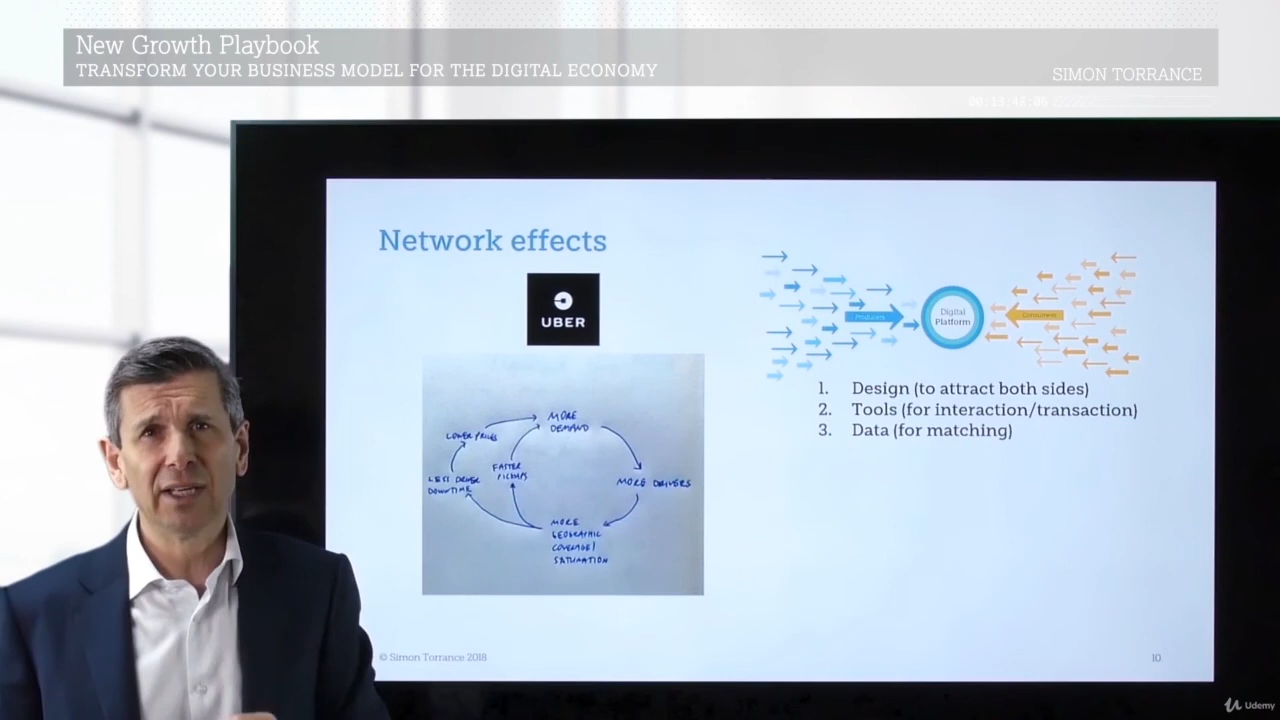 New Growth Playbook
TRANSFORM YOUR BUSINESS MODEL FOR THE DIGITAL ECONOMY
SIMON TORRANCE
Network effects
UBER
MORE
DEMAND
LOWER PRICES
FASTER
PICKUPS
LESS DRIVER
DOWNTIME
MORE DRIVERS
MORE
GEOGRAPHIC
COVERAGE/
SATURATION
Producers
Digital
Platform
Consumers
1. Design (to attract both sides)
2. Tools (for interaction/transaction)
3. Data (for matching)
© Simon Torrance 2018
10
Udemy